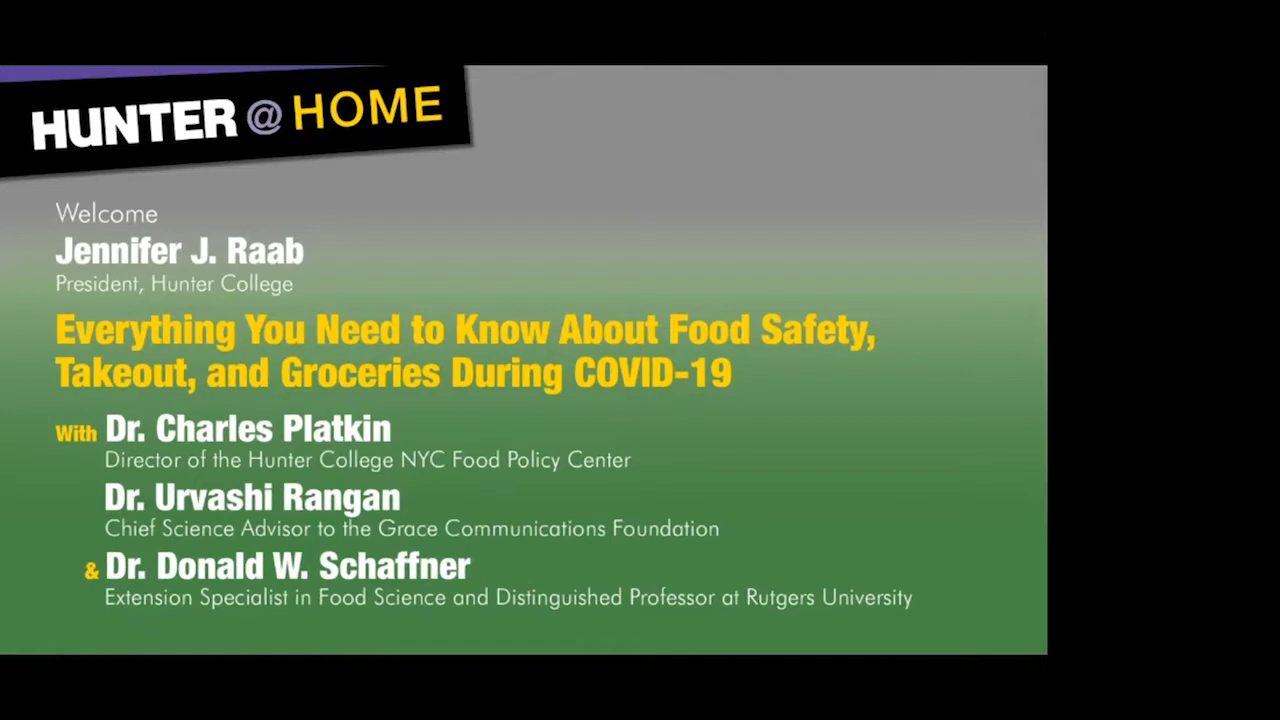 HUNTER @ HOME
Welcome
Jennifer J. Raab
President, Hunter College
Everything You Need to Know About Food Safety,
Takeout, and Groceries During COVID-19
With Dr. Charles Platkin
Director of the Hunter College NYC Food Policy Center
Dr. Urvashi Rangan
Chief Science Advisor to the Grace Communications Foundation
& Dr. Donald W. Schaffner
Extension Specialist in Food Science and Distinguished Professor at Rutgers University